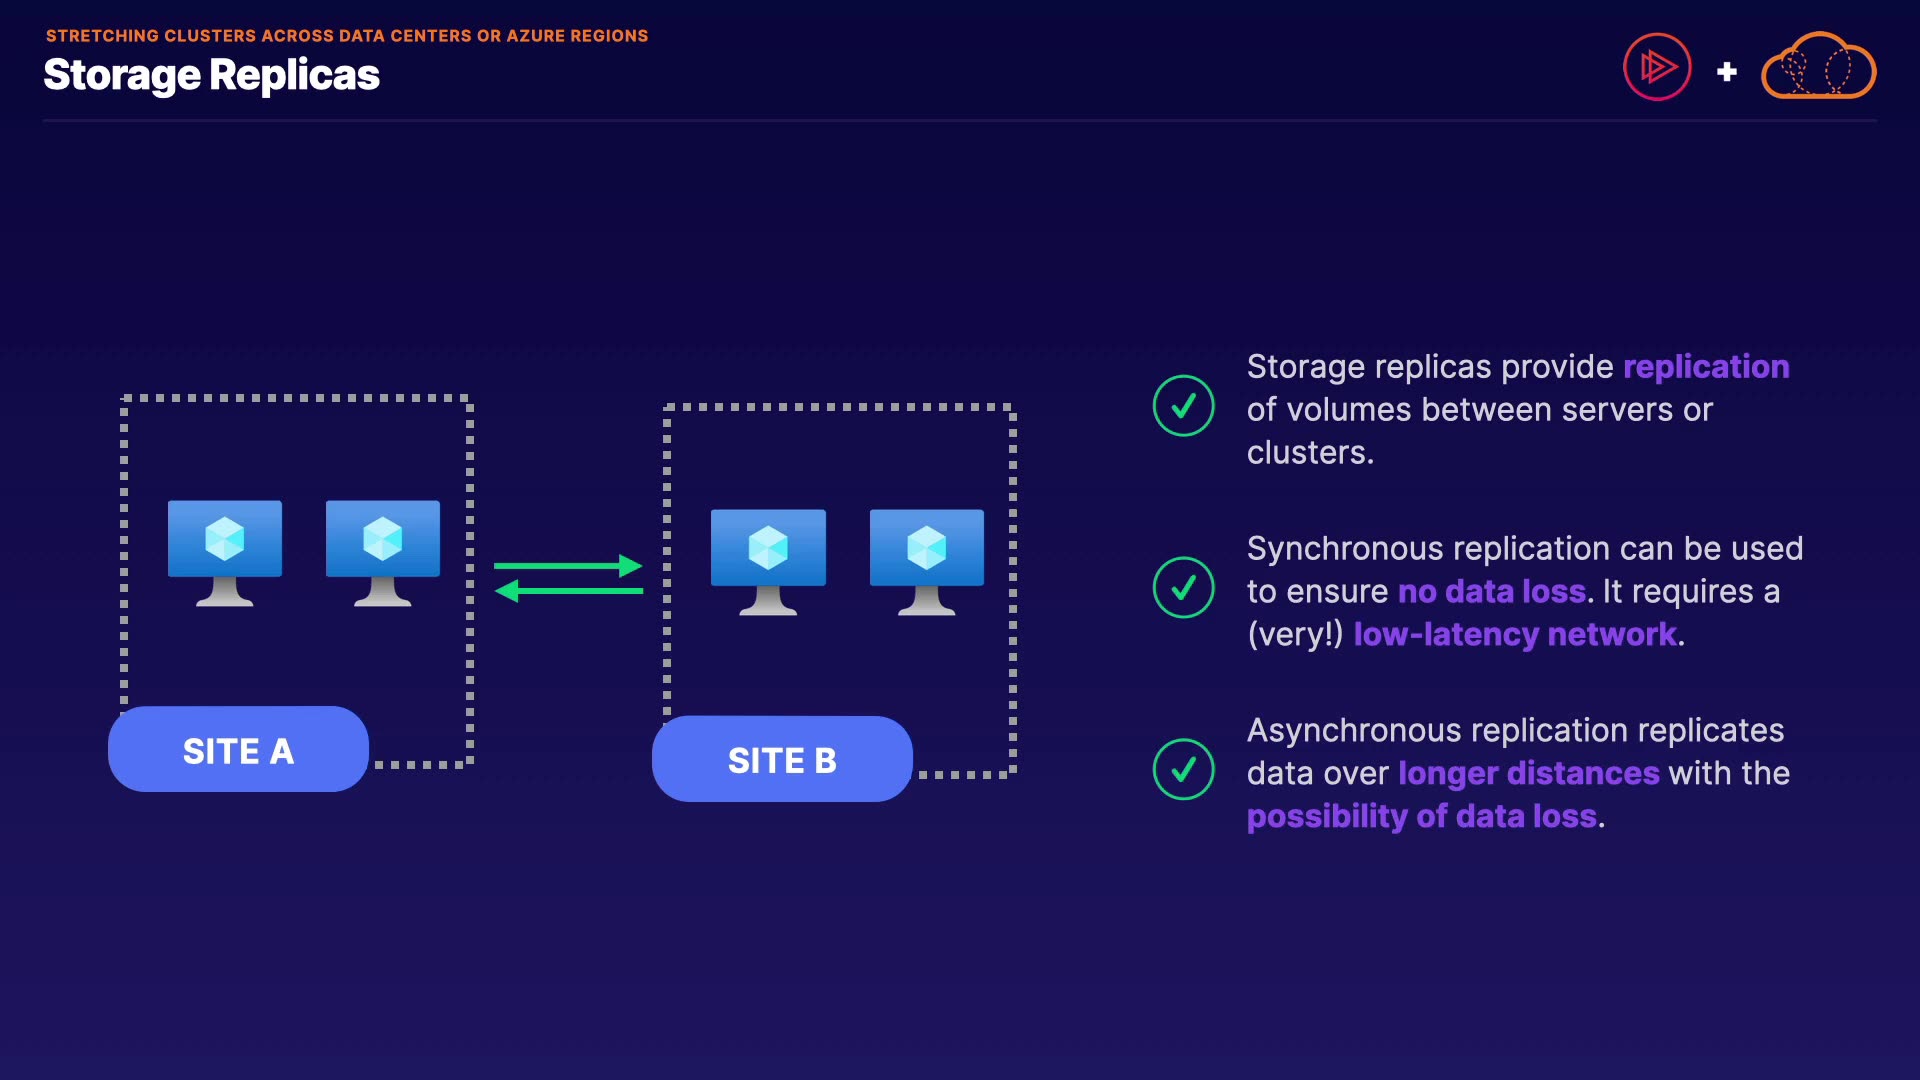 STRETCHING CLUSTERS ACROSS DATA CENTERS OR AZURE REGIONS
Storage Replicas
SITE A
SITE B
Storage replicas provide replication
of volumes between servers or
clusters.
Synchronous replication can be used
to ensure no data loss. It requires a
(very!) low-latency network.
Asynchronous replication replicates
data over longer distances with the
possibility of data loss.